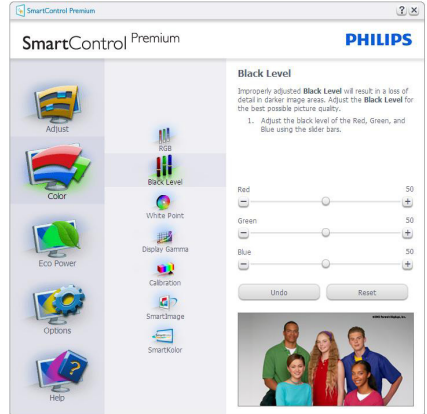 SmartControl Premium
SmartControl Premium
PHILIPS
Adjust
Color
Eco Power
Options
Help
RGB
Black Level
White Point
Display Gamma
Calibration
SmartImage
SmartKolor
Black Level
Improperly adjusted Black Level will result in a loss of
detail in darker image areas. Adjust the Black Level for
the best possible picture quality.
1. Adjust the black level of the Red, Green, and
Blue using the slider bars.
Red 50
Green 50
Blue 50
Undo Reset